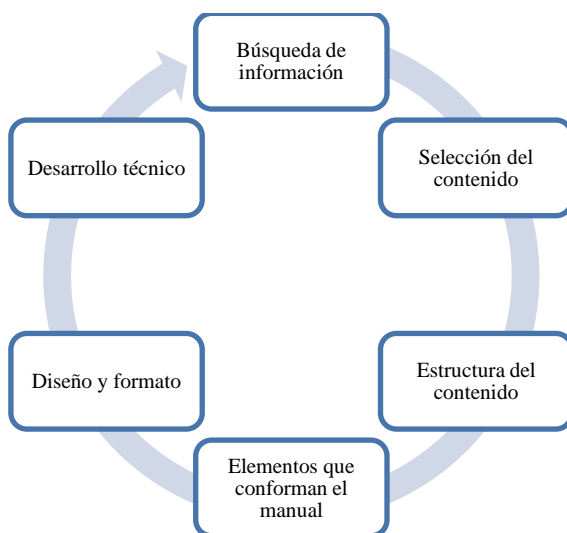 Búsqueda de
información
Selección del
contenido
Estructura del
contenido
Elementos que
conforman el
manual
Diseño y formato
Desarrollo técnico